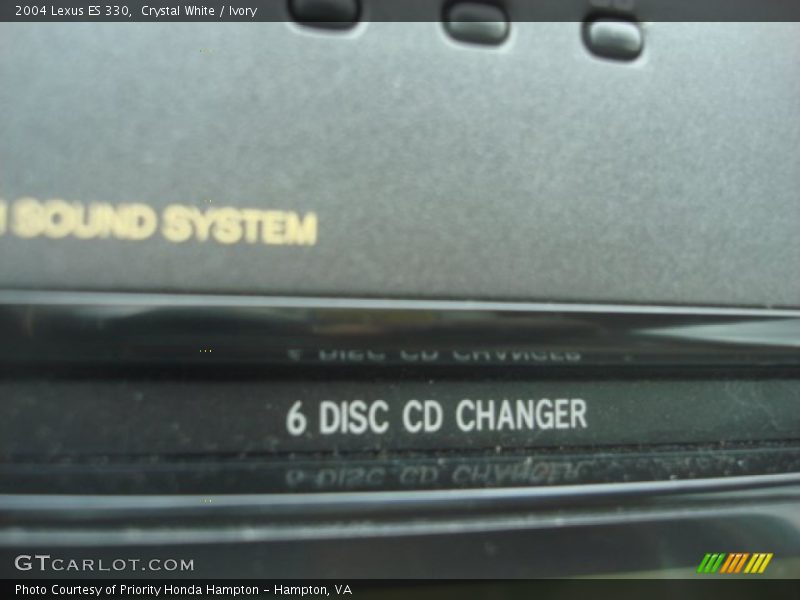 2004 Lexus ES 330, Crystal White / Ivory
SOUND SYSTEM
6 DISC CD CHANGER
GTCARLOT.COM
Photo Courtesy of Priority Honda Hampton - Hampton, VA